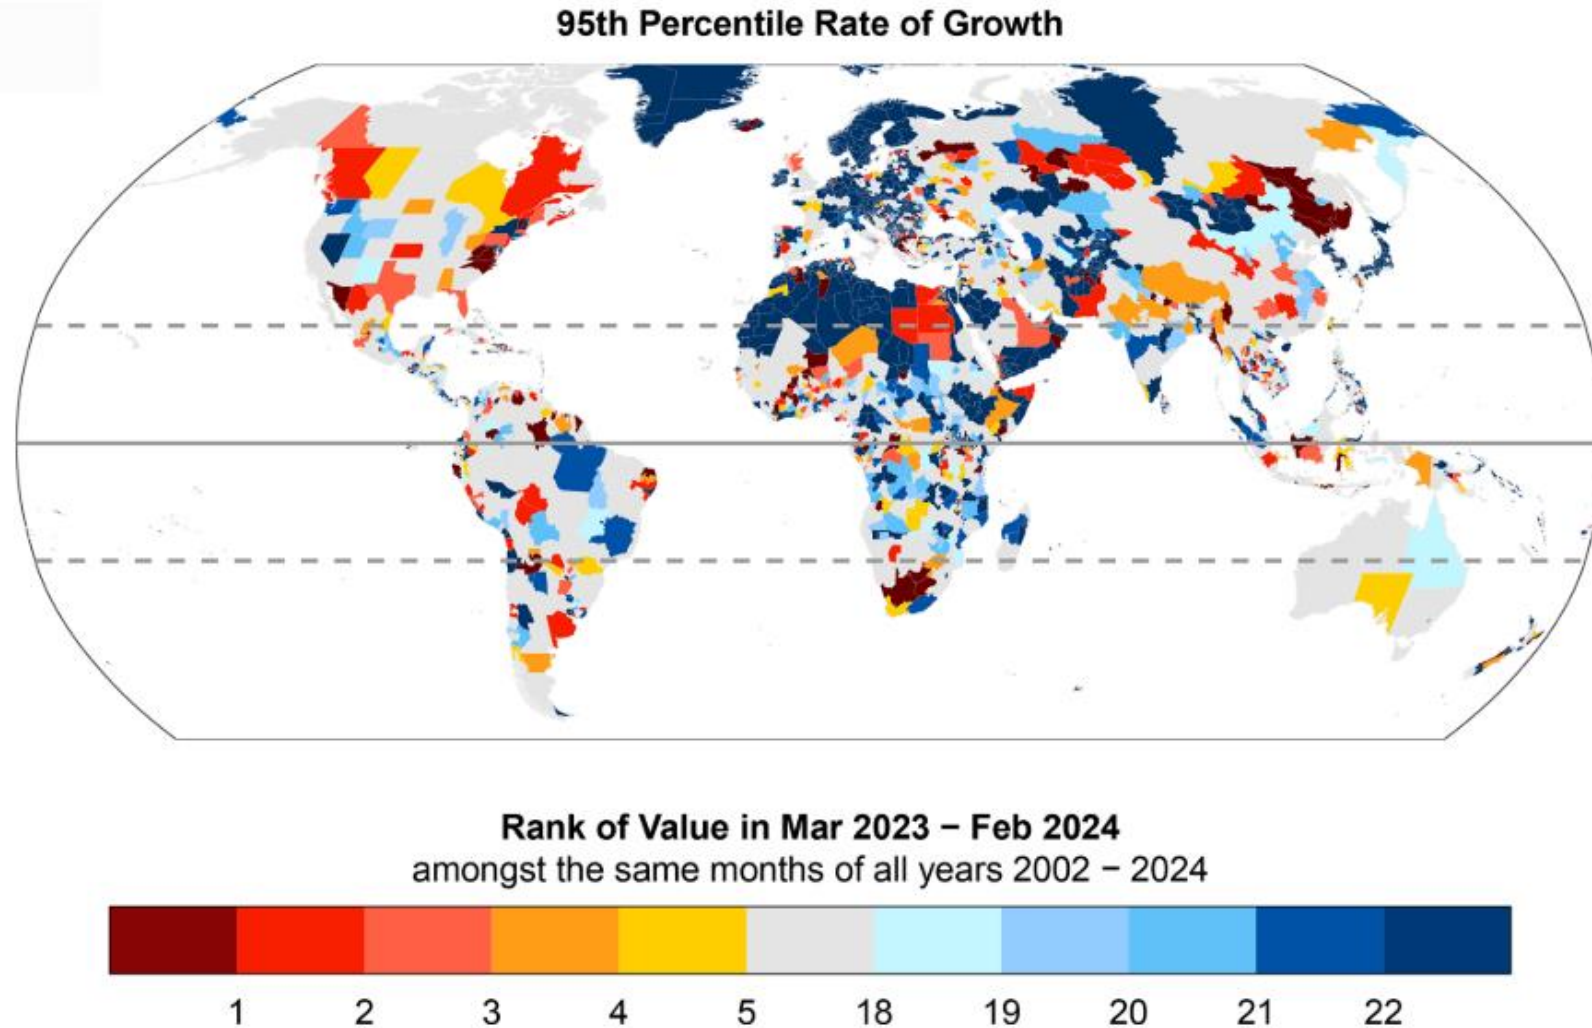 95th Percentile Rate of Growth
Rank of Value in Mar 2023 − Feb 2024
amongst the same months of all years 2002 − 2024
1 2 3 4 5 18 19 20 21 22